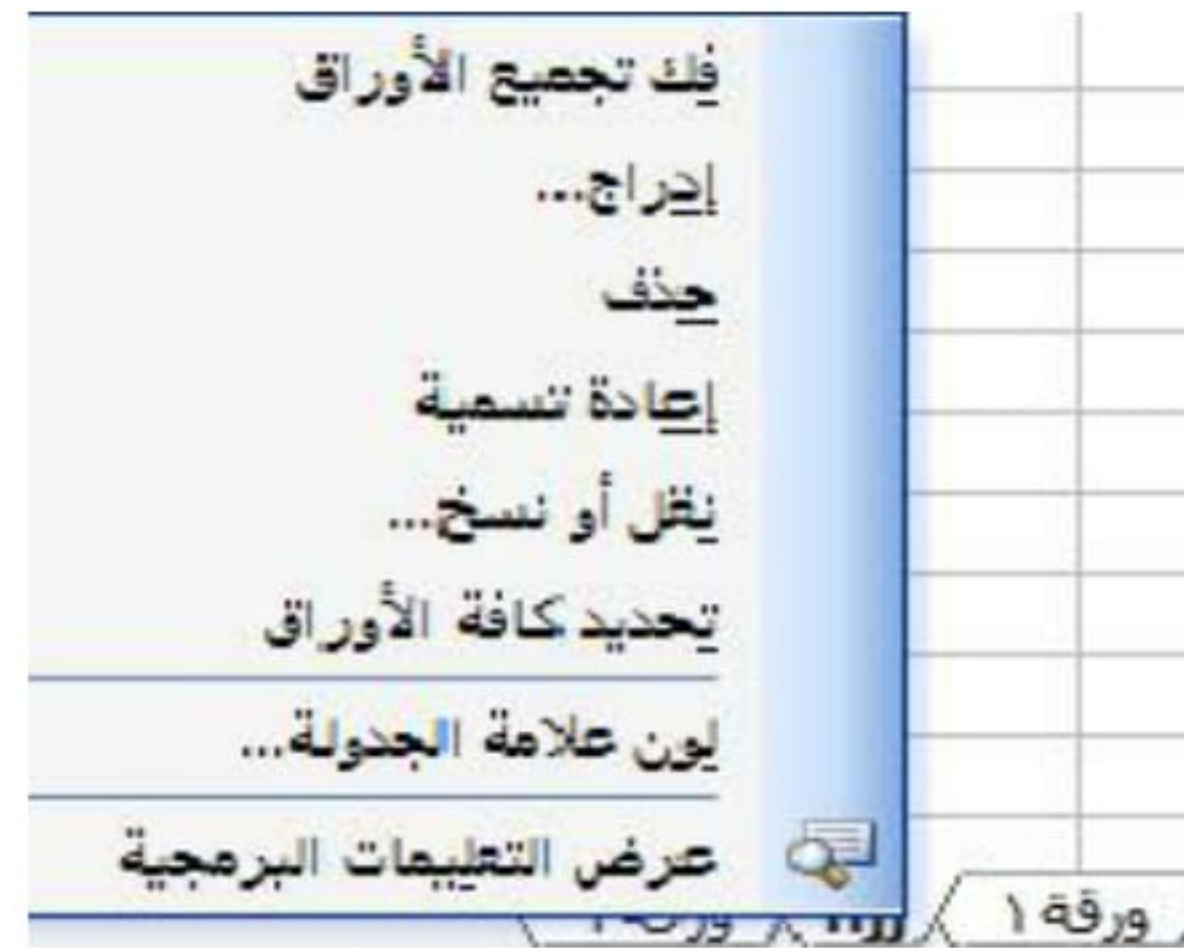 فك تجميع الأوراق
إدراج...
حذف
إعادة تسمية
نقل أو نسخ...
تحديد كافة الأوراق
لون علامة الجدولة...
عرض التعليمات البرمجية
ورقة ١